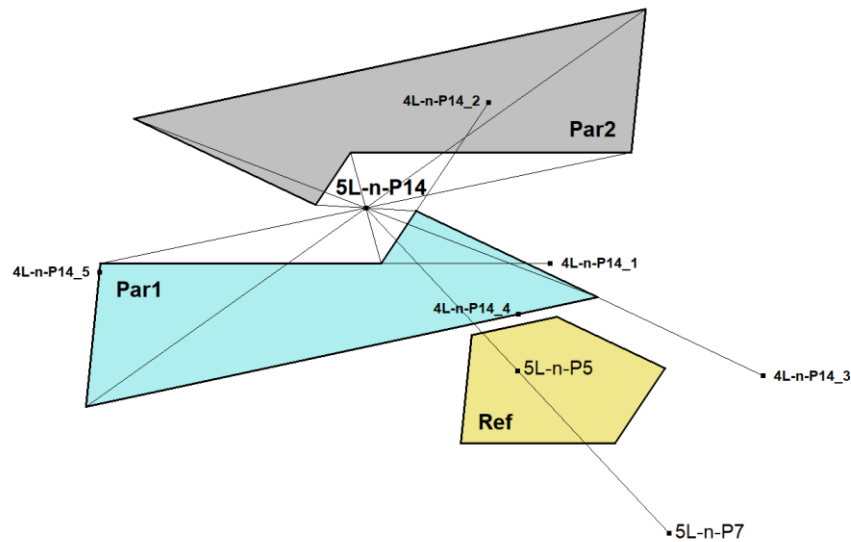 4L-n-P14_2
Par2
5L-n-P14
4L-n-P14_5
4L-n-P14_1
Par1
4L-n-P14_4
5L-n-P5
4L-n-P14_3
Ref
5L-n-P7